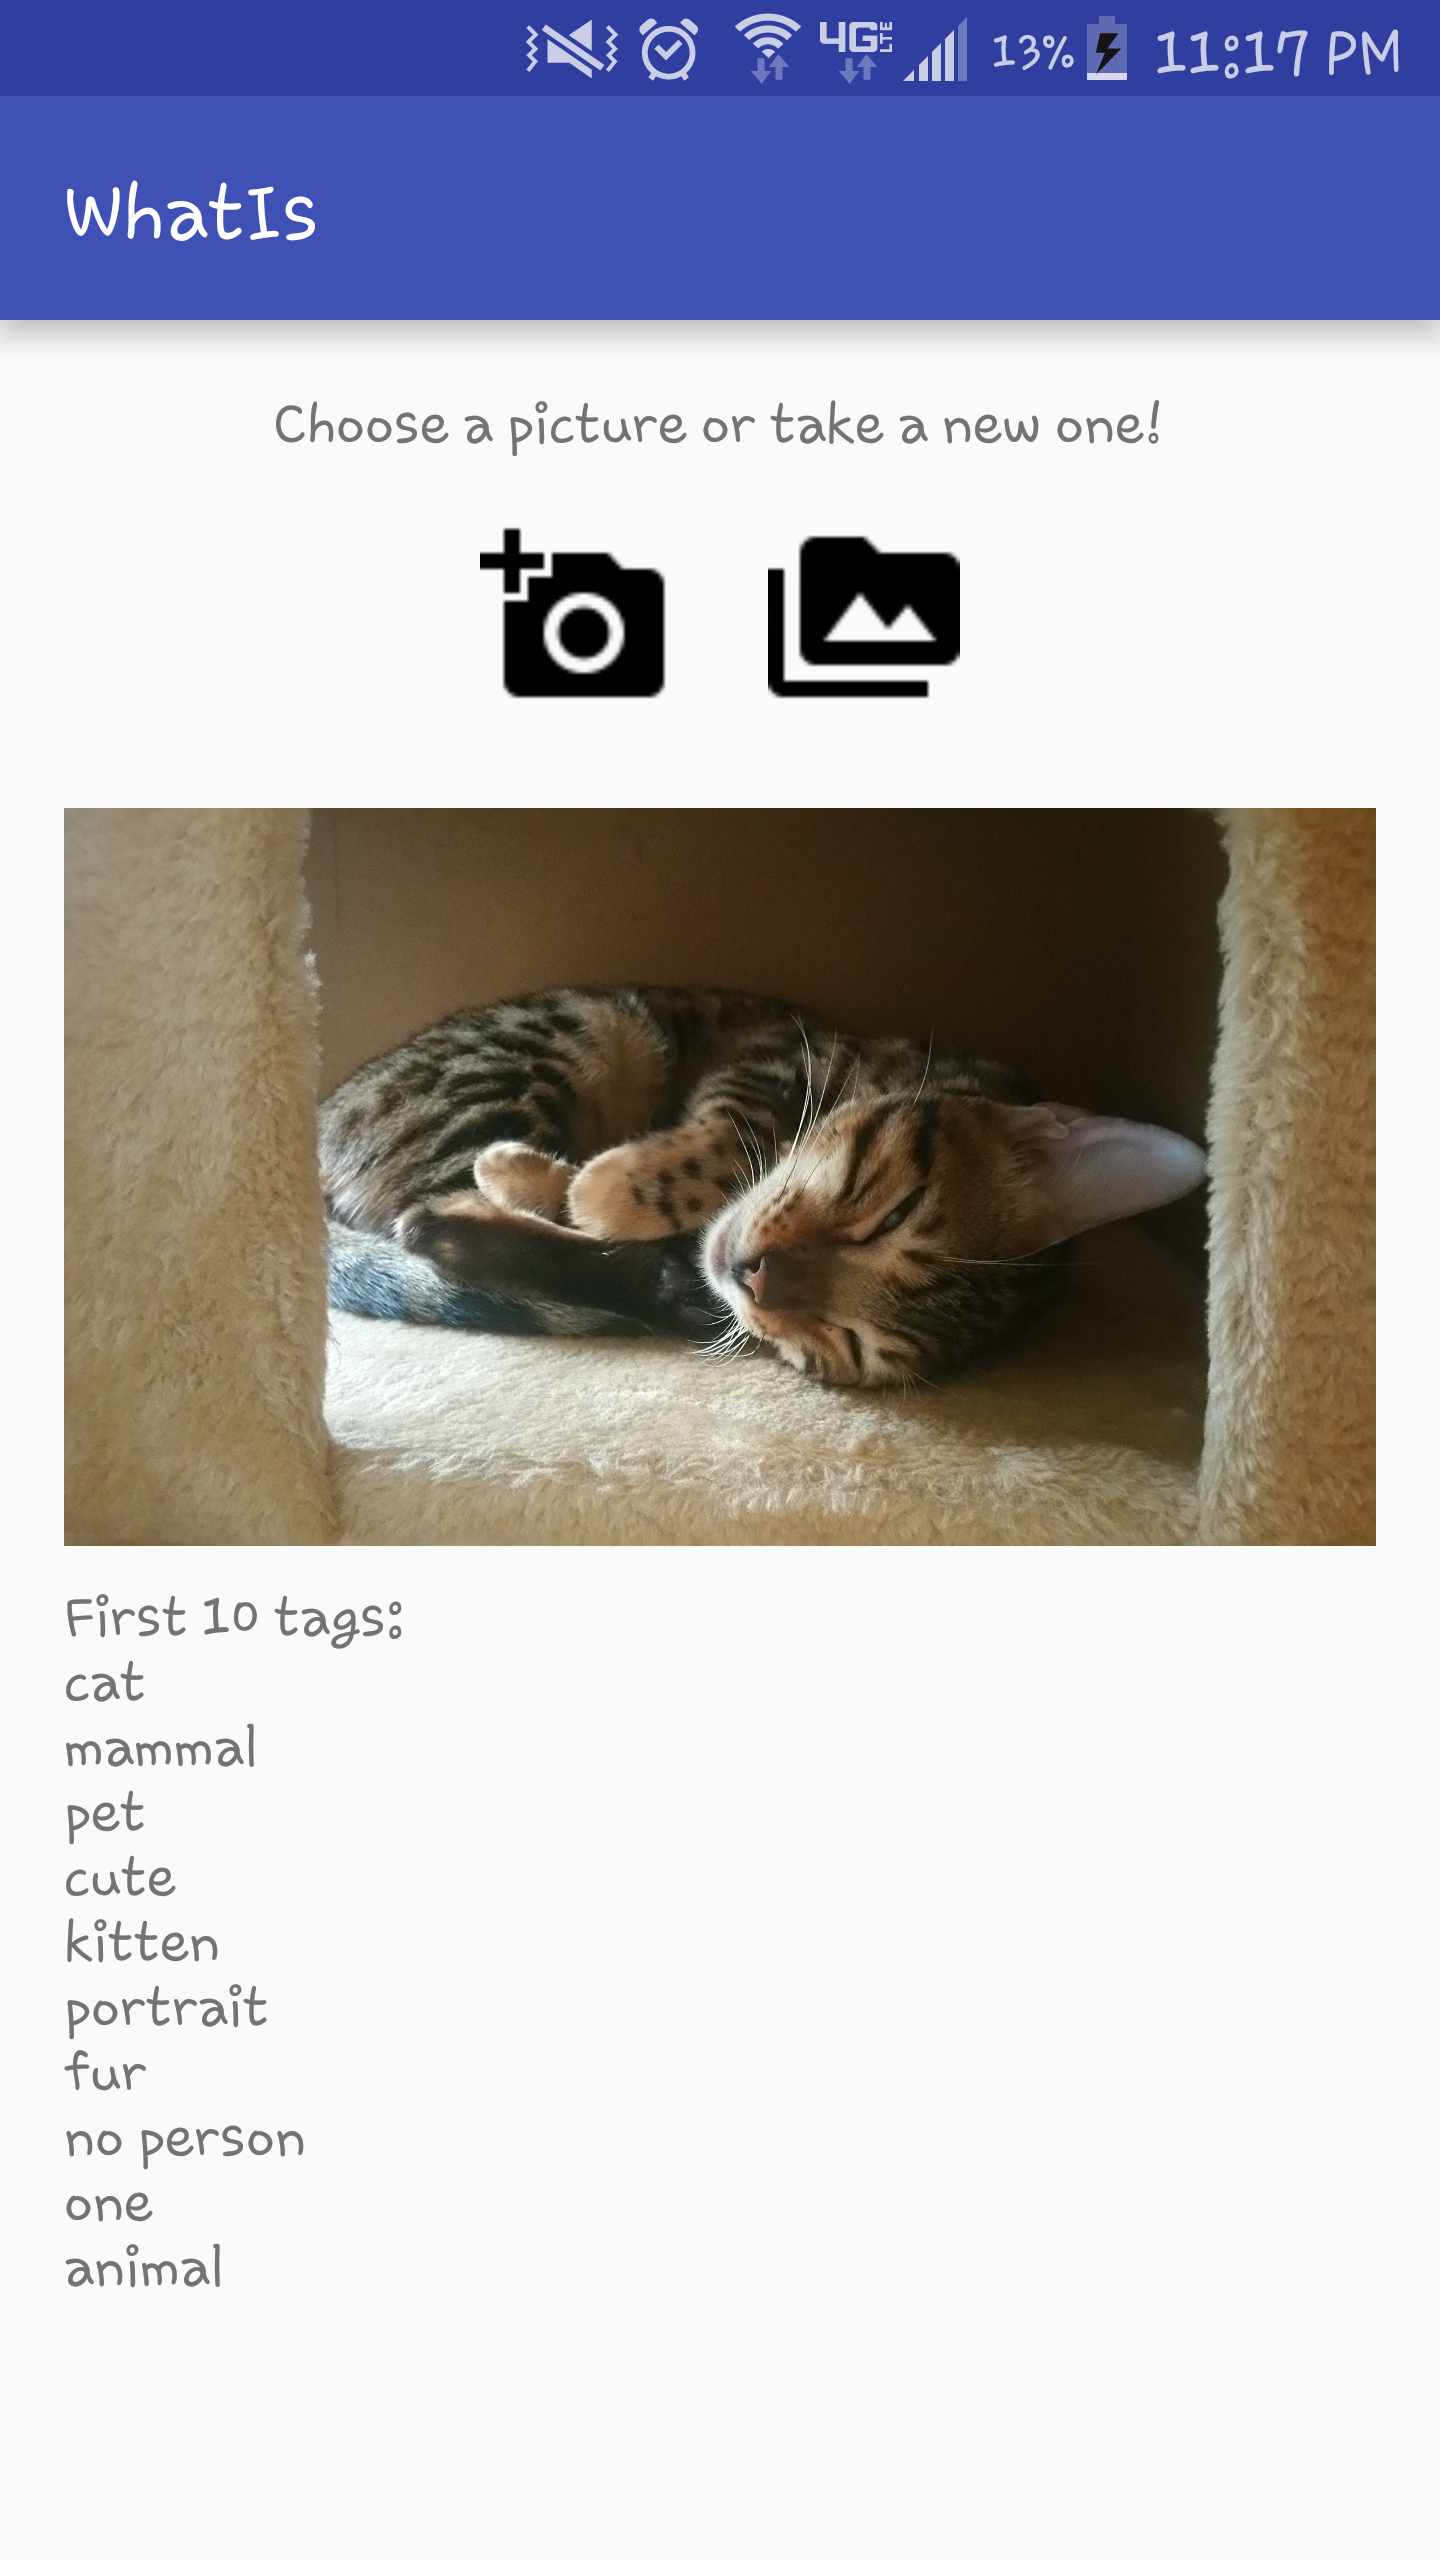 4G LTE 13% 11:17 PM
WhatIs
Choose a picture or take a new one!
First 10 tags:
cat
mammal
pet
cute
kitten
portrait
fur
no person
one
animal